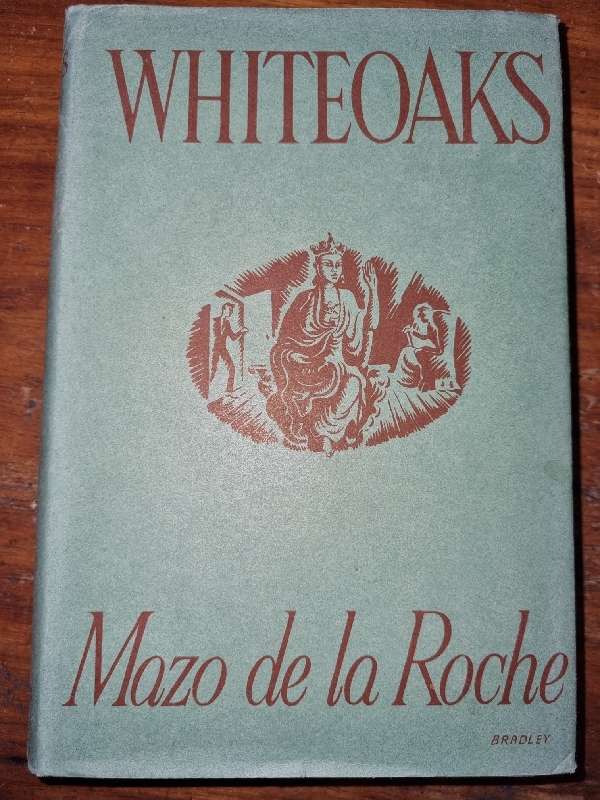 WHITEOAKS
Mazo de la Roche
BRADLEY